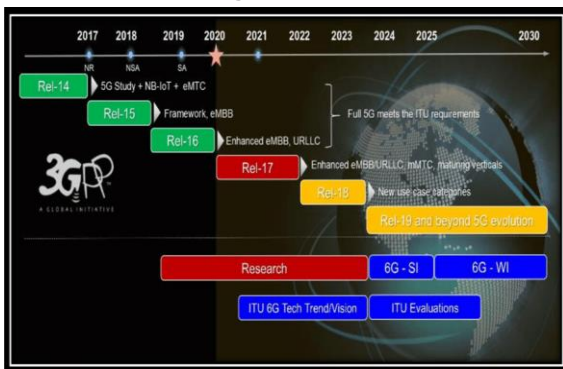 2017 2018 2019 2020 2021 2022 2023 2024 2025 2030
NR NSA SA
Rel-14 5G Study + NB-IoT + eMTC
Rel-15 Framework, eMBB
Full 5G meets the ITU requirements
Rel-16 Enhanced eMBB, URLLC
Rel-17 Enhanced eMBB/URLLC, mMTC, maturing verticals
3GPP
A GLOBAL INITIATIVE
Rel-18 New use-case categories
Rel-19 and beyond 5G evolution
Research 6G - SI 6G - WI
ITU 6G Tech Trend/Vision ITU Evaluations